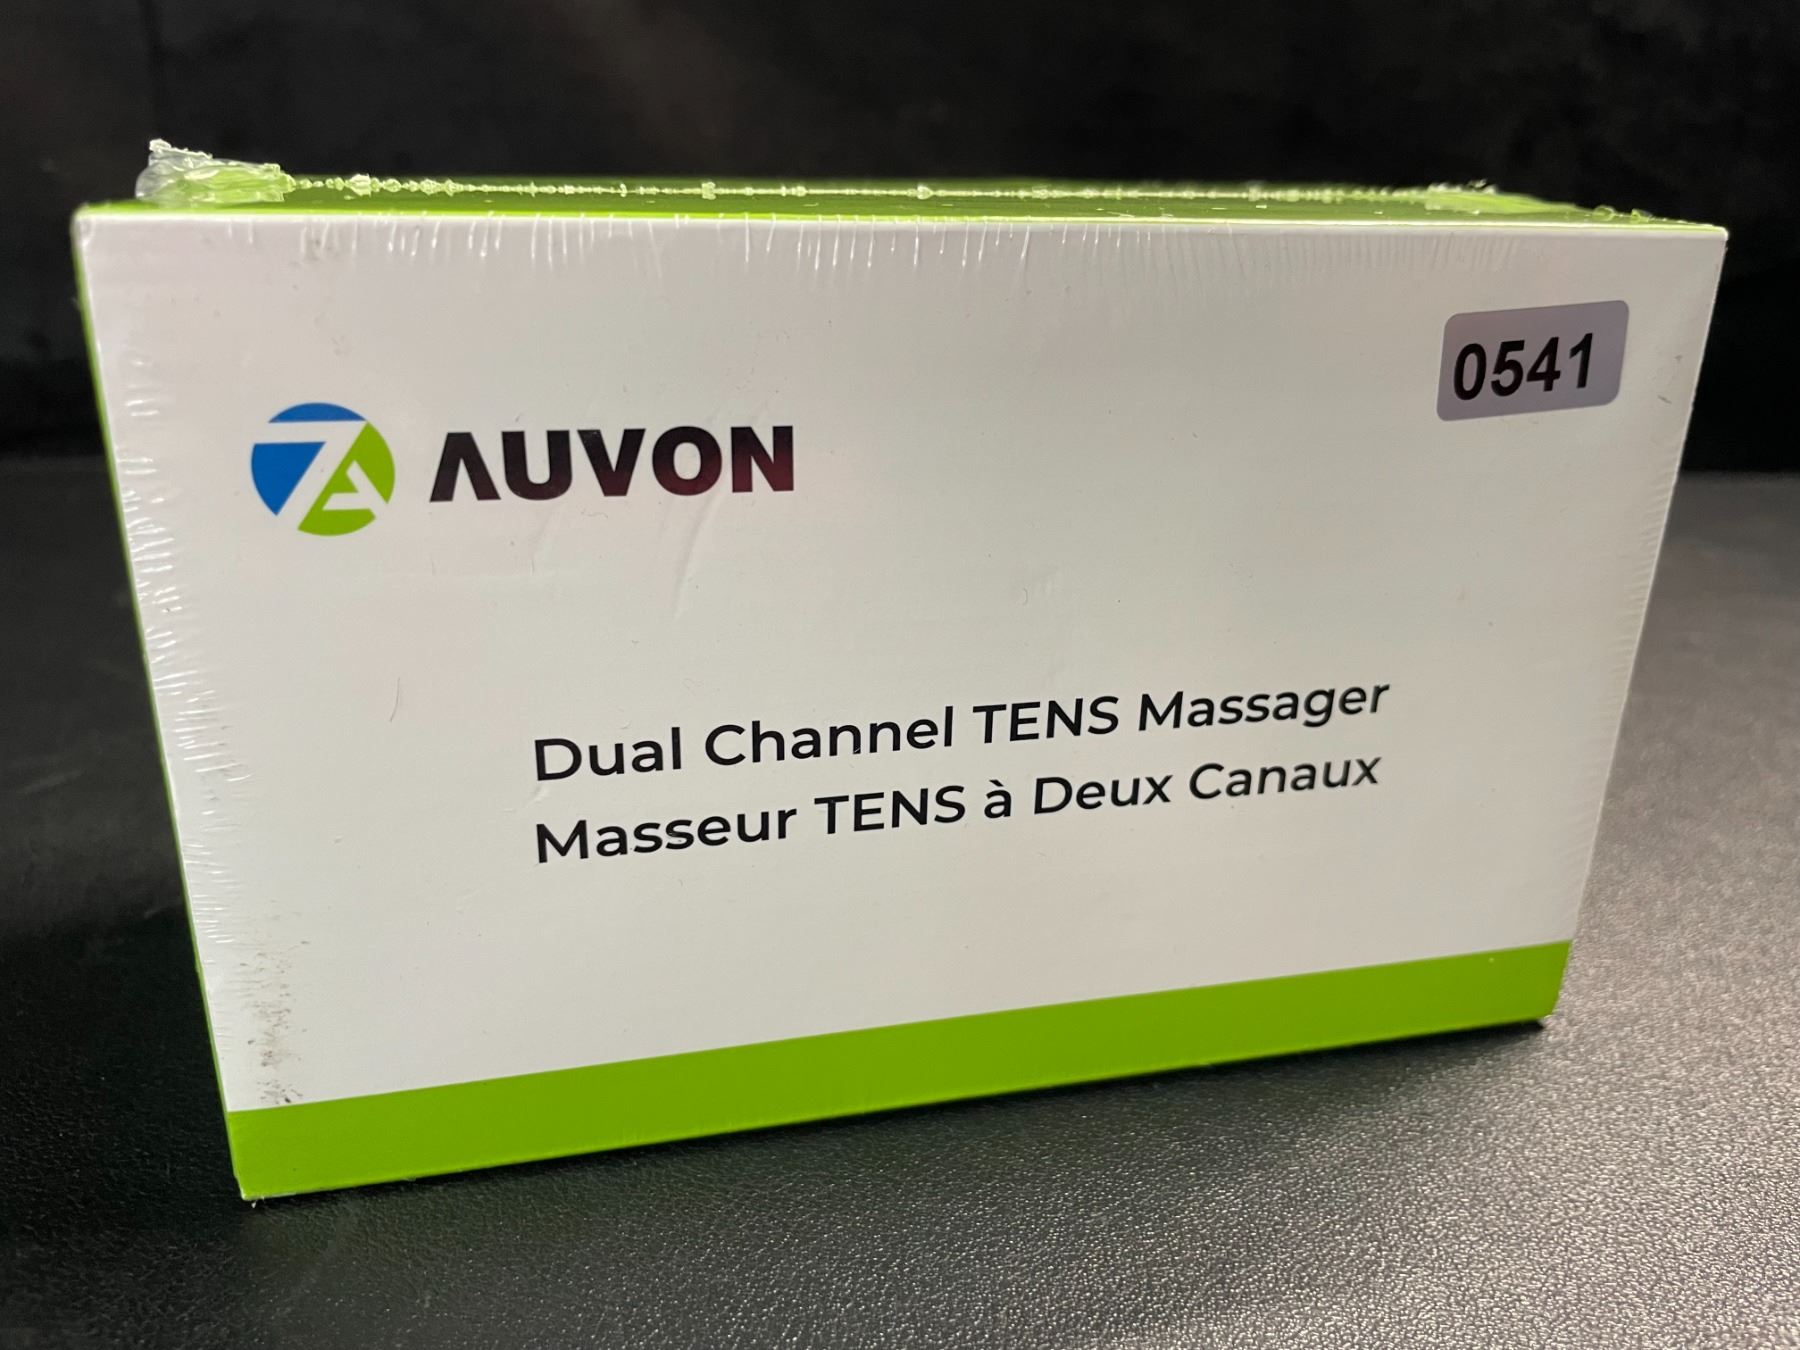 0541
AUVON
Dual Channel TENS Massager
Masseur TENS à Deux Canaux